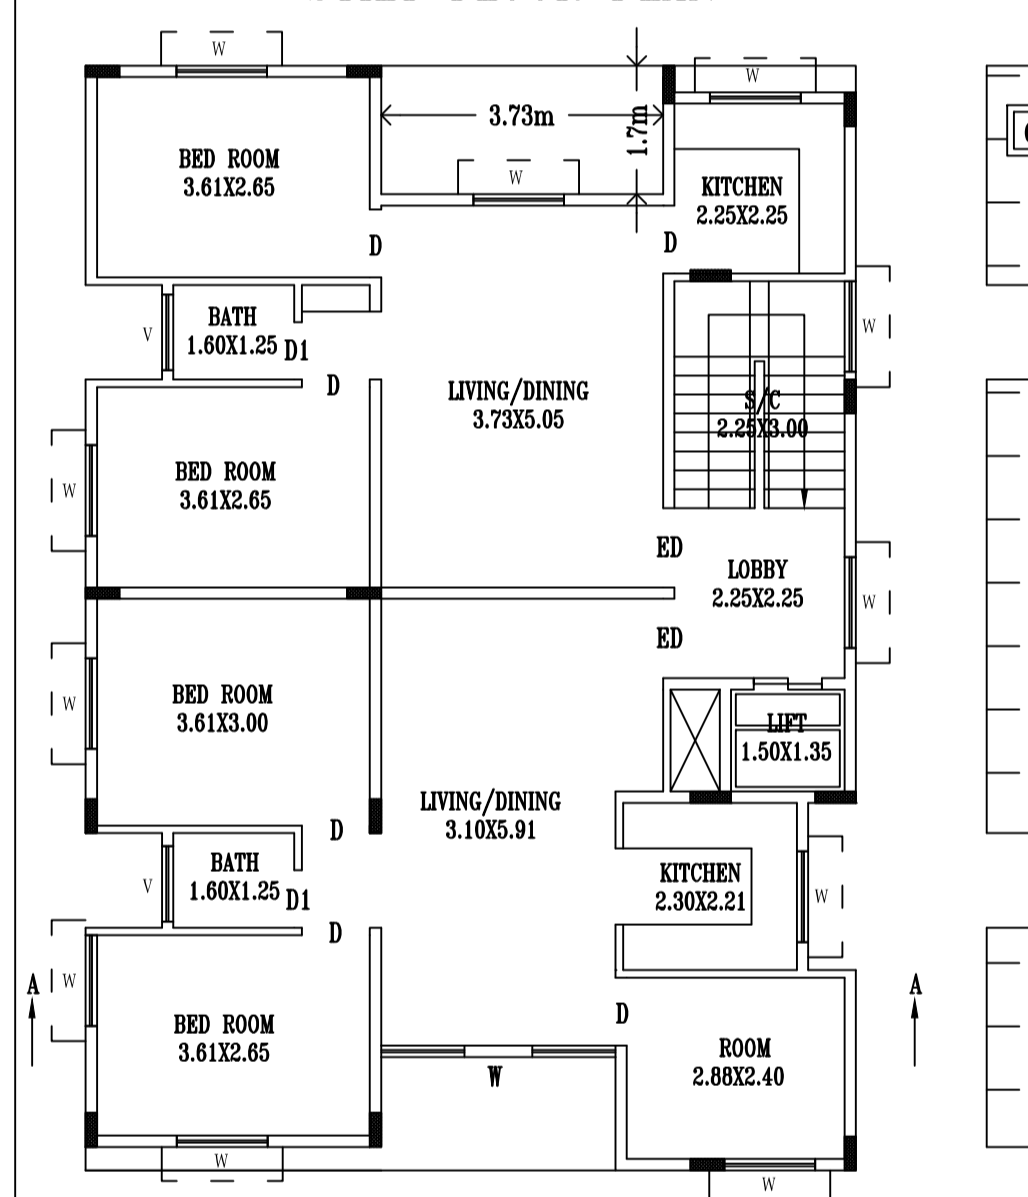 W
W
3.73m
1.7m
BED ROOM
3.61X2.65
W
KITCHEN
2.25X2.25
D
D
BATH
1.60X1.25
V
D1
W
D
LIVING/DINING
3.73X5.05
S/C
2.25X3.00
BED ROOM
3.61X2.65
W
ED
LOBBY
2.25X2.25
W
ED
BED ROOM
3.61X3.00
W
LIFT
1.50X1.35
LIVING/DINING
3.10X5.91
D
BATH
1.60X1.25
V
D1
KITCHEN
2.30X2.21
W
D
A
W
A
D
BED ROOM
3.61X2.65
ROOM
2.88X2.40
W
W
W